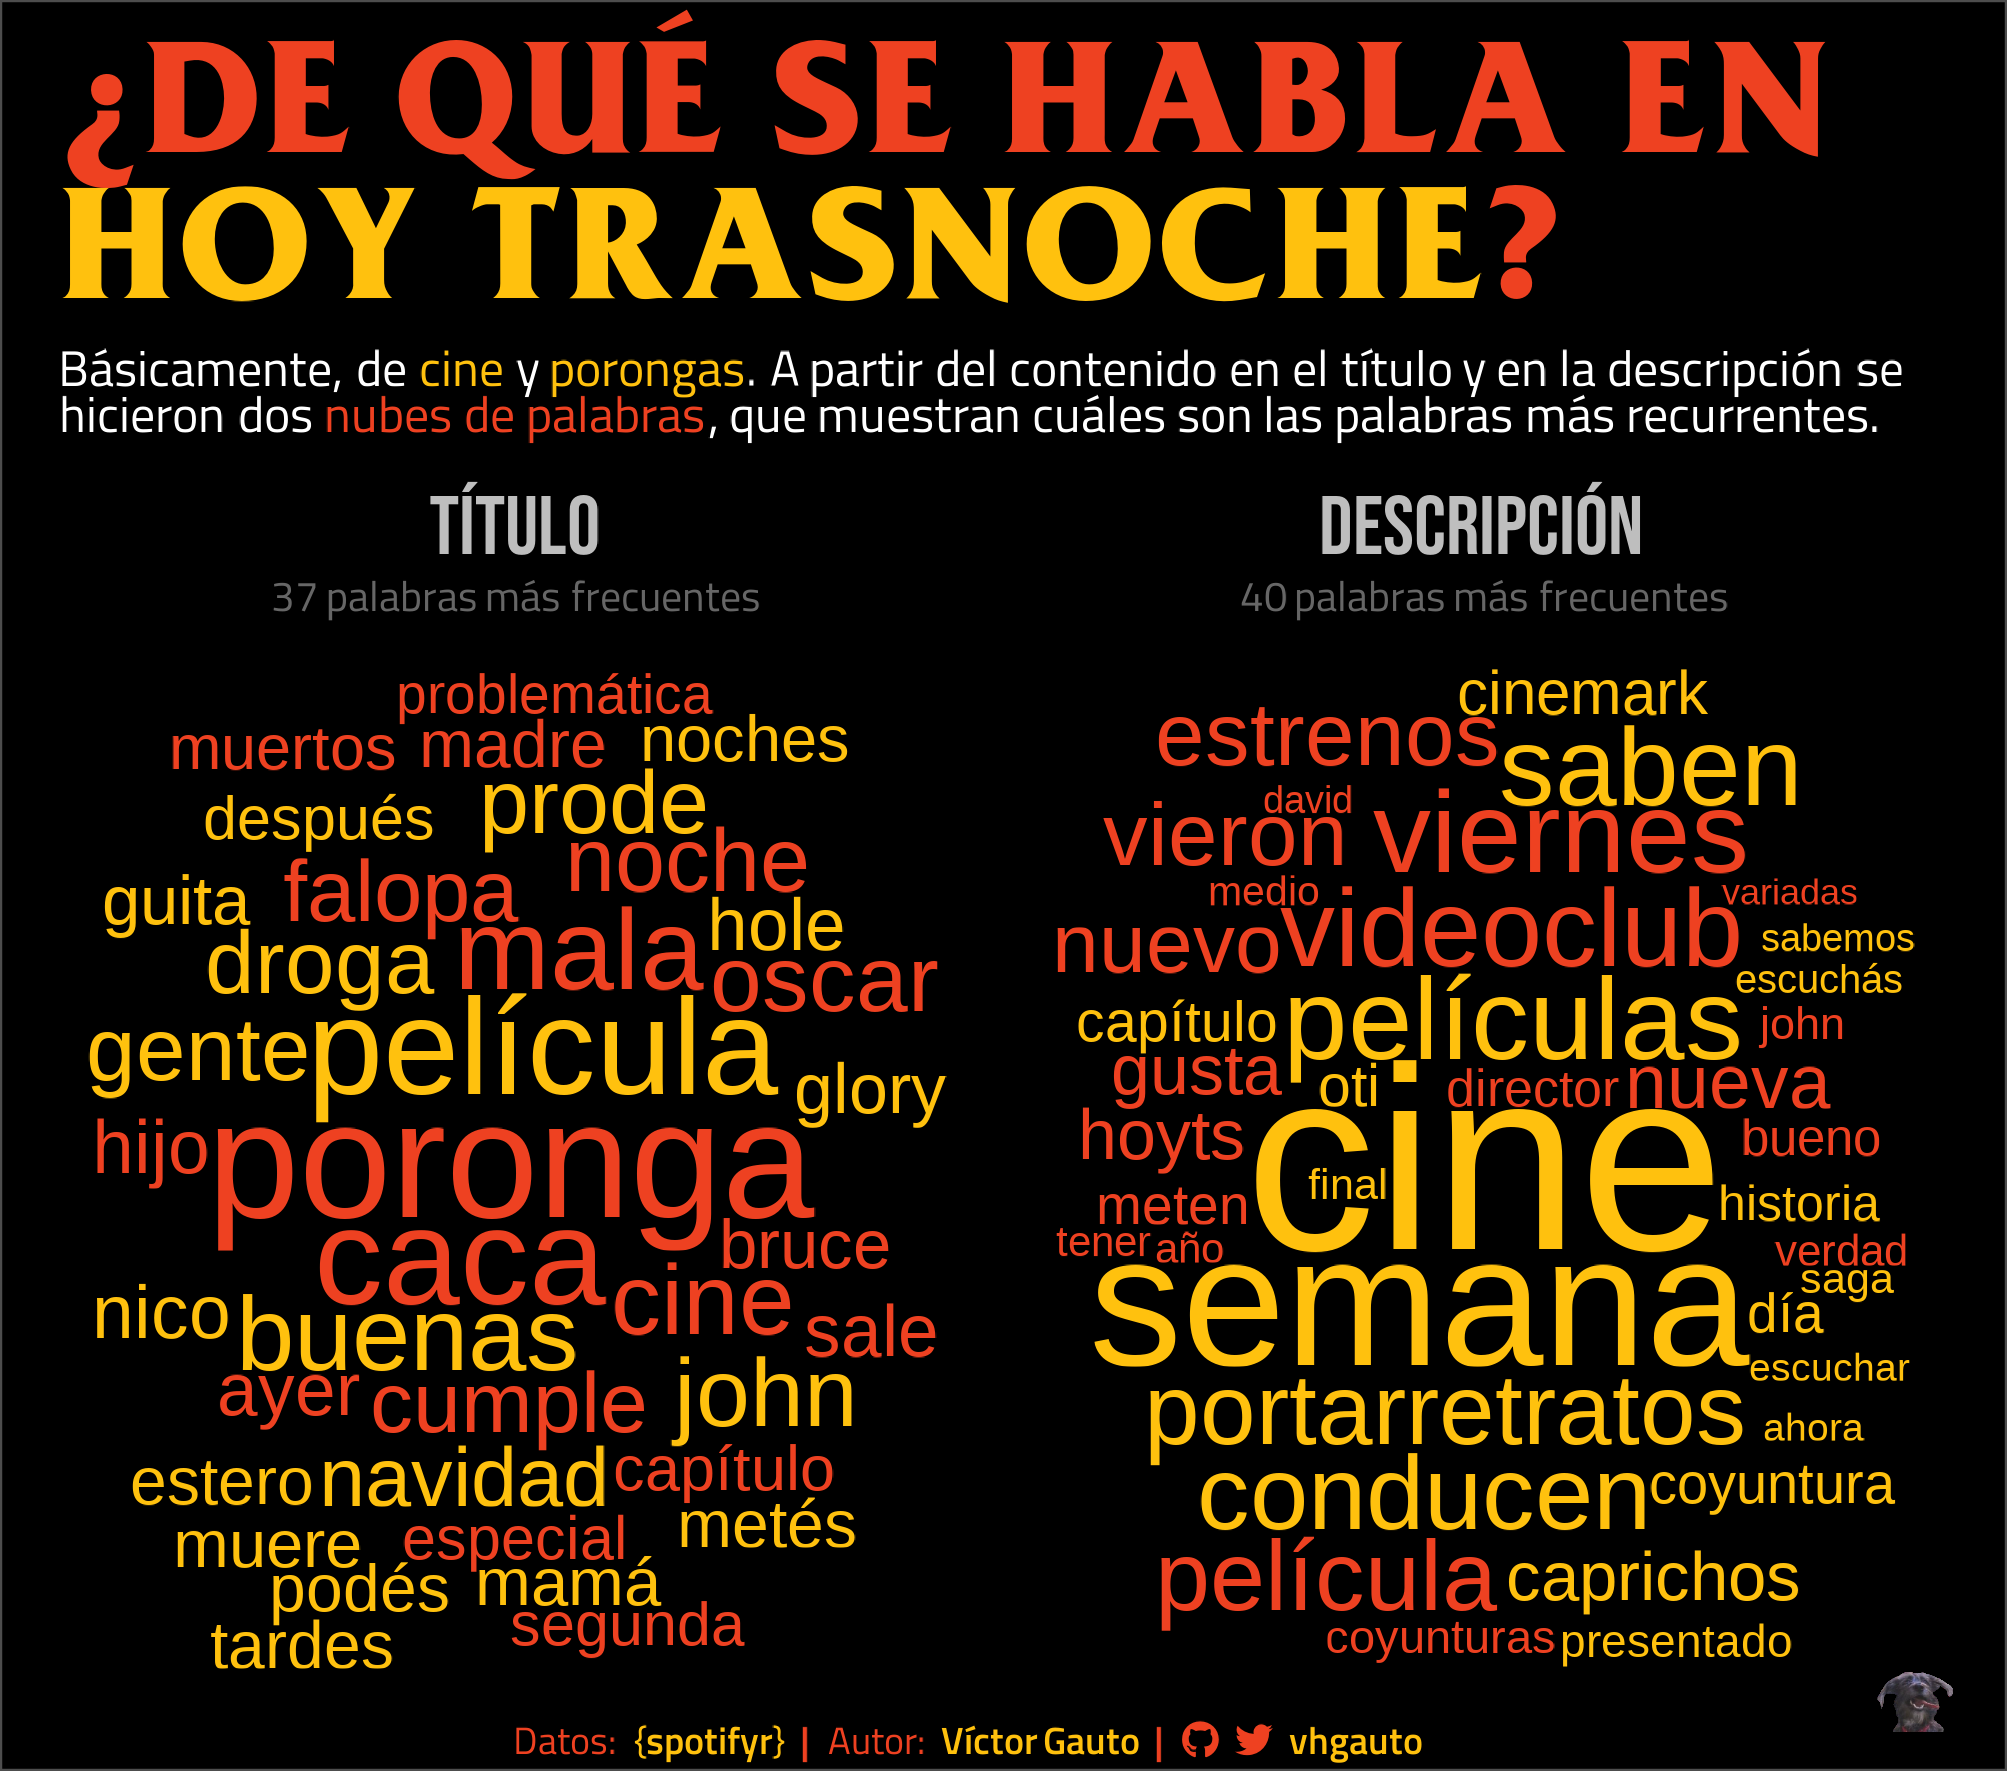 ¿DE QUÉ SE HABLA EN
HOY TRASNOCHE?
Básicamente, de cine y porongas. A partir del contenido en el título y en la descripción se
hicieron dos nubes de palabras, que muestran cuáles son las palabras más recurrentes.
TÍTULO
37 palabras más frecuentes
problemática
muertos madre noches
después prode
noche
guita falopa
hole
droga mala oscar
gente película
glory
hijo poronga
caca bruce
nico buenas cine sale
ayer cumple john
estero navidad capítulo
muere especial metés
podés mamá
tardes segunda
DESCRIPCIÓN
40 palabras más frecuentes
cinemark
estrenos saben
david
vieron viernes
medio videoclub variadas
nuevo sabemos
escuchás
capítulo películas john
gusta oti director nueva
hoyts cine bueno
meten final historia
tener año verdad
saga
semana día
escuchar
portarretratos ahora
conducen coyuntura
película caprichos
coyunturas presentado
Datos: {spotifyr} | Autor: Víctor Gauto | vhgauto